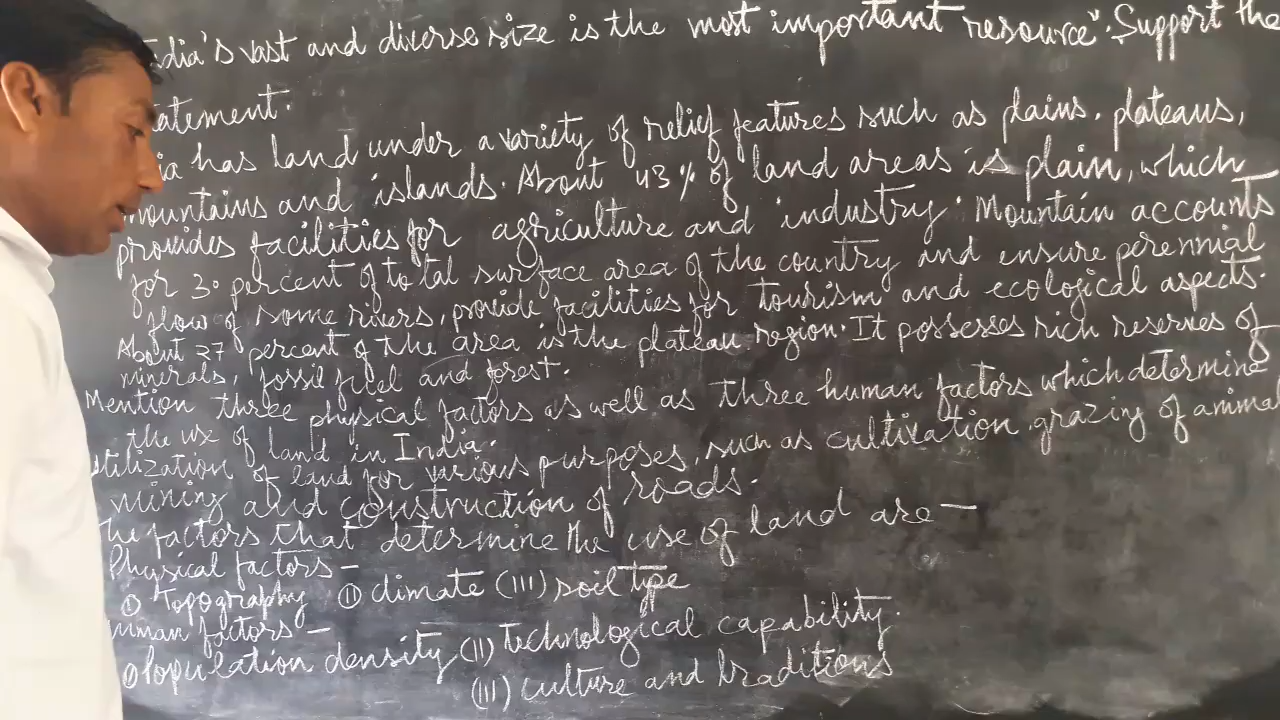 dia's vast and diverse size is the most important resource". Support the
atement.
ia has land under a variety of relief features such as plains, plateaus,
mountains and islands. About 43% of land areas is plain, which
provides facilities for agriculture and industry. Mountain accounts
for 30 percent of total surface area of the country and ensure perennial
flow of some rivers, provide facilities for tourism and ecological aspects.
About 27 percent of the area is the plateau region. It possesses rich reserves of
minerals, fossil fuel and forest.
Mention three physical factors as well as three human factors which determine
the use of land in India.
utilization of land for various purposes, such as cultivation, grazing of animal
mining and construction of roads.
The factors that determine the use of land are —
Physical factors —
(I) Topography (II) climate (III) soil type
uman factors —
(I) Population density (II) Technological capability.
(III) culture and traditions